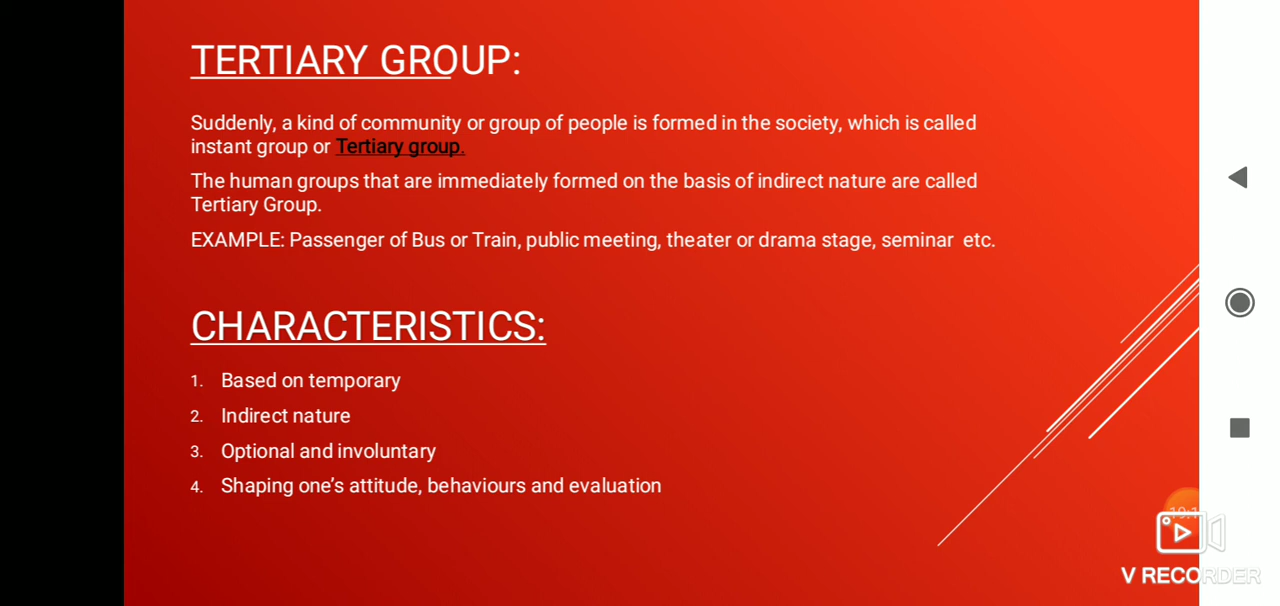 TERTIARY GROUP:
Suddenly, a kind of community or group of people is formed in the society, which is called
instant group or Tertiary group.
The human groups that are immediately formed on the basis of indirect nature are called
Tertiary Group.
EXAMPLE: Passenger of Bus or Train, public meeting, theater or drama stage, seminar etc.
CHARACTERISTICS:
1. Based on temporary
2. Indirect nature
3. Optional and involuntary
4. Shaping one's attitude, behaviours and evaluation
V RECORDER